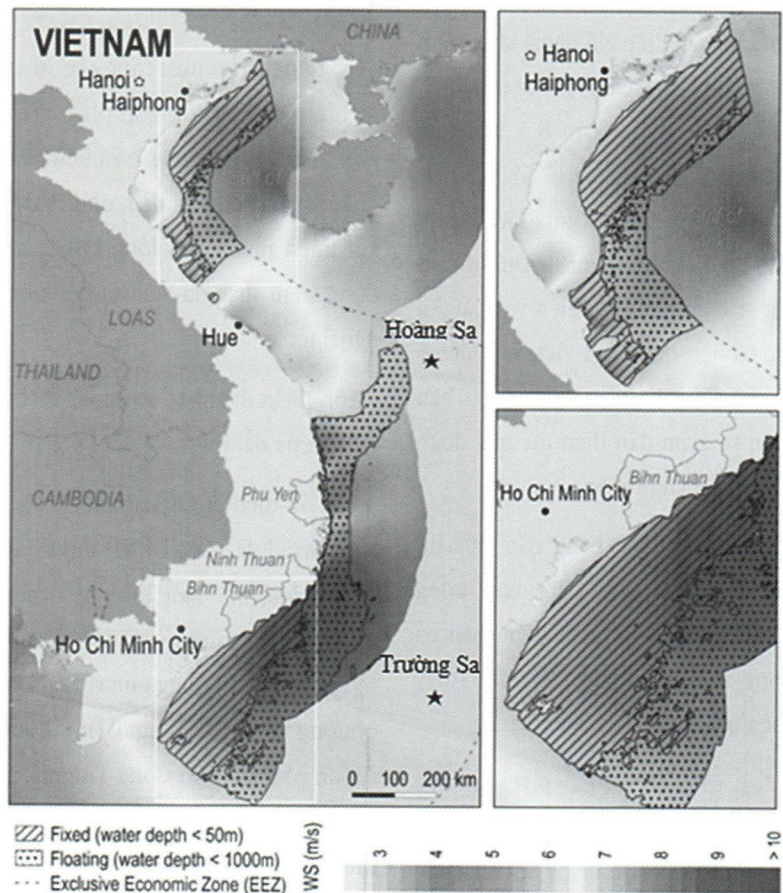 VIETNAM
CHINA
Hanoi
Haiphong
LOAS
Hue
Hoàng Sa
THAILAND
CAMBODIA
Phu Yen
Ninh Thuan
Bihn Thuan
Ho Chi Minh City
Trường Sa
0 100 200 km
Hanoi
Haiphong
Bihn Thuan
Ho Chi Minh City
Fixed (water depth < 50m)
Floating (water depth < 1000m)
Exclusive Economic Zone (EEZ)
WS (m/s)
3
4
5
6
7
8
9
> 10